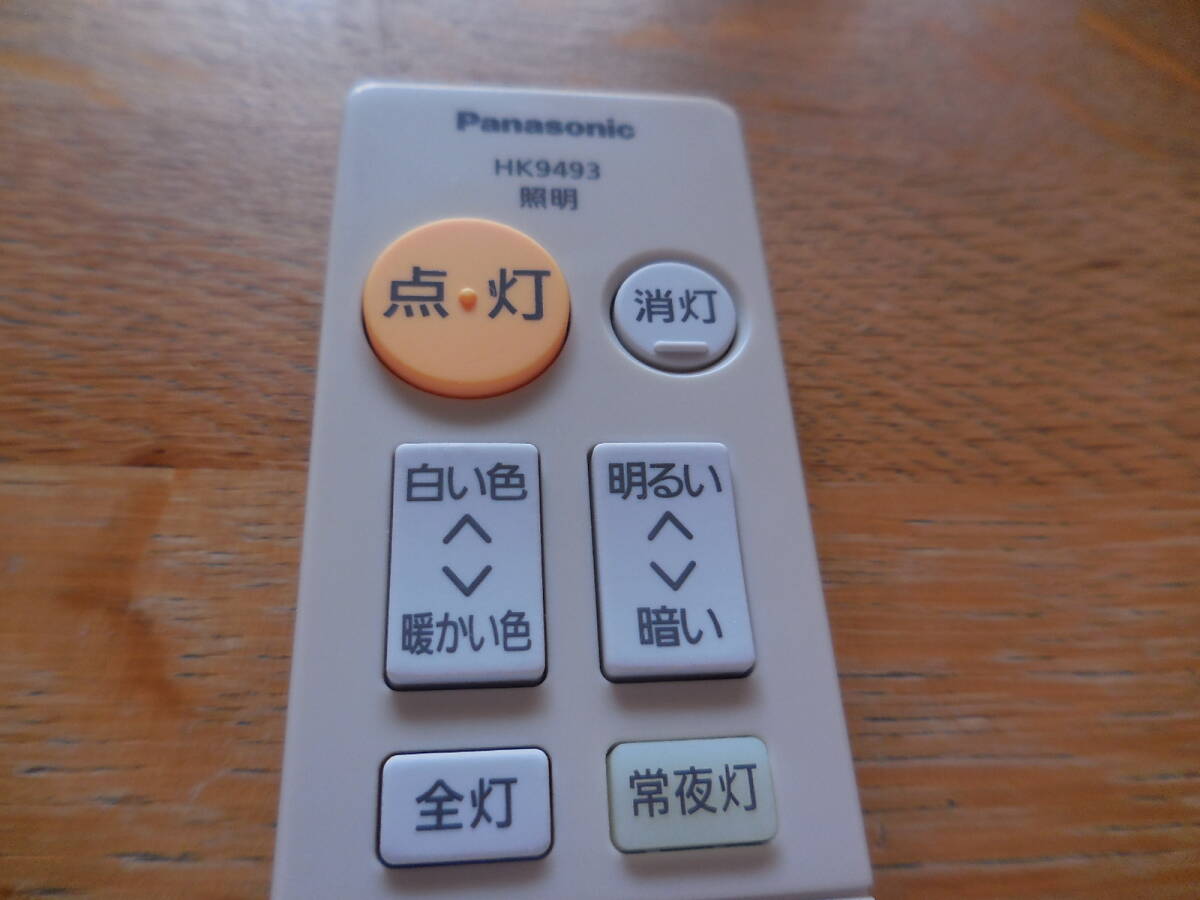 Panasonic
HK9493
照明
点・灯
消灯
白い色
暖かい色
明るい
暗い
全灯
常夜灯